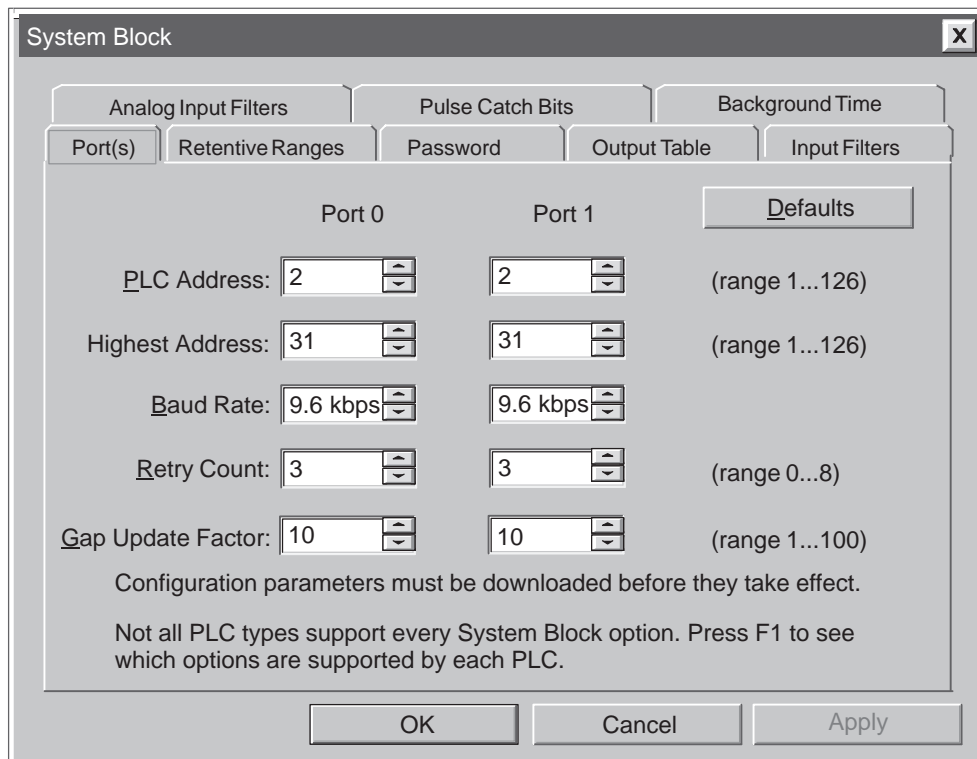 System Block
X
Analog Input Filters Pulse Catch Bits Background Time
Port(s) Retentive Ranges Password Output Table Input Filters
Port 0 Port 1 Defaults
PLC Address: 2 2 (range 1...126)
Highest Address: 31 31 (range 1...126)
Baud Rate: 9.6 kbps 9.6 kbps
Retry Count: 3 3 (range 0...8)
Gap Update Factor: 10 10 (range 1...100)
Configuration parameters must be downloaded before they take effect.
Not all PLC types support every System Block option. Press F1 to see
which options are supported by each PLC.
OK Cancel Apply